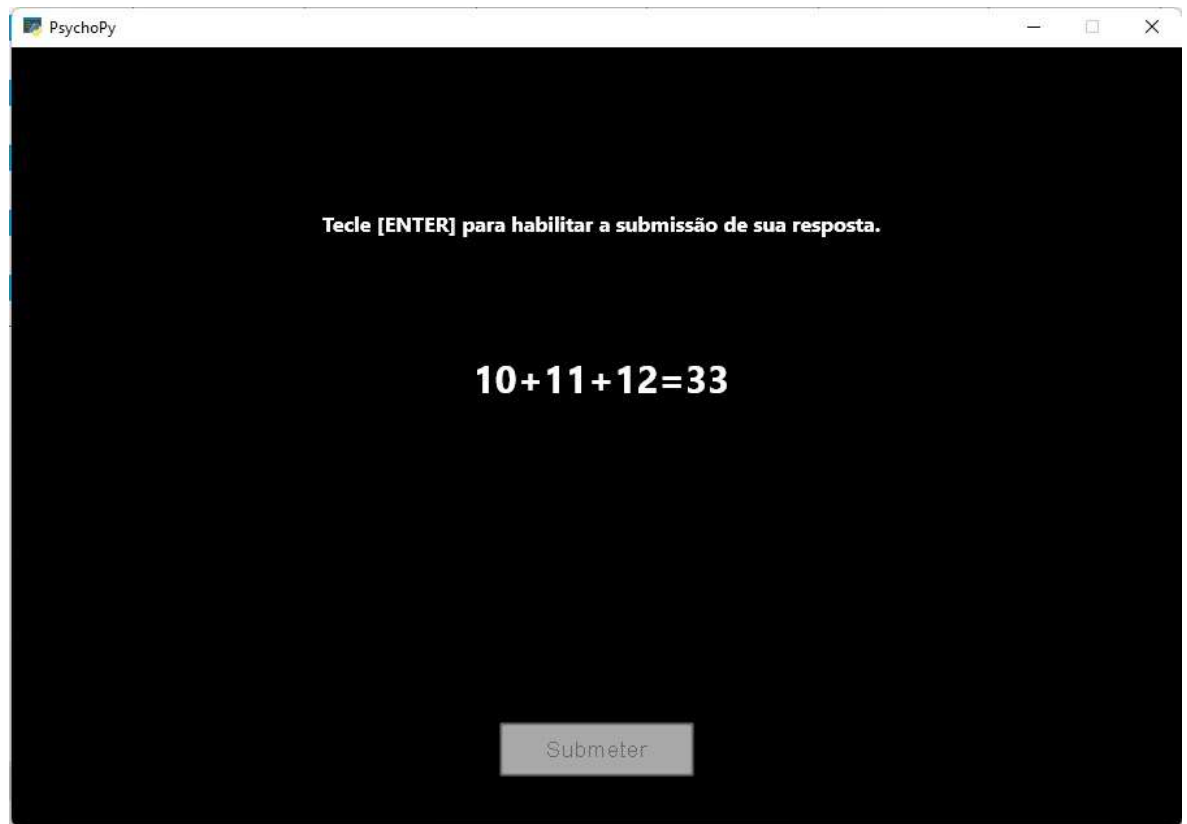 PsychoPy
Tecle [ENTER] para habilitar a submissão de sua resposta.
10+11+12=33
Submeter